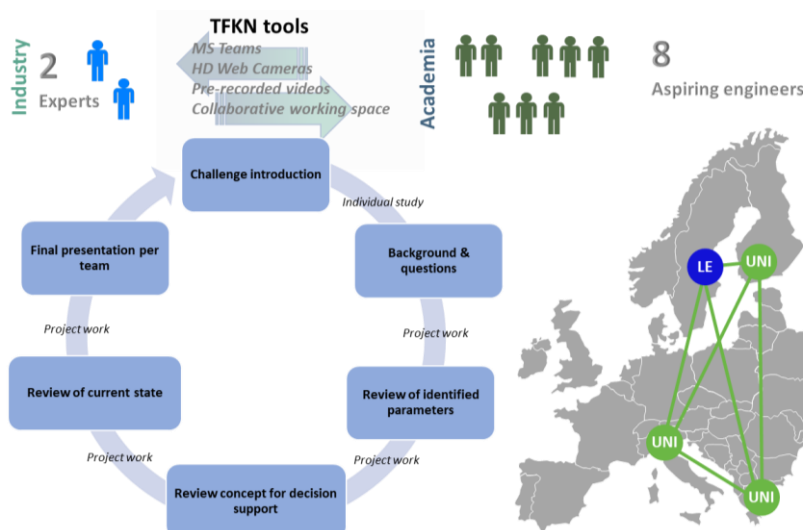 TFKN tools
Industry
2
Experts
MS Teams
HD Web Cameras
Pre-recorded videos
Collaborative working space
Academia
8
Aspiring engineers
Challenge introduction
Individual study
Background &
questions
Project work
Review of identified
parameters
Project work
Review concept for decision
support
Project work
Review of current state
Project work
Final presentation per
team
LE
UNI
UNI
UNI